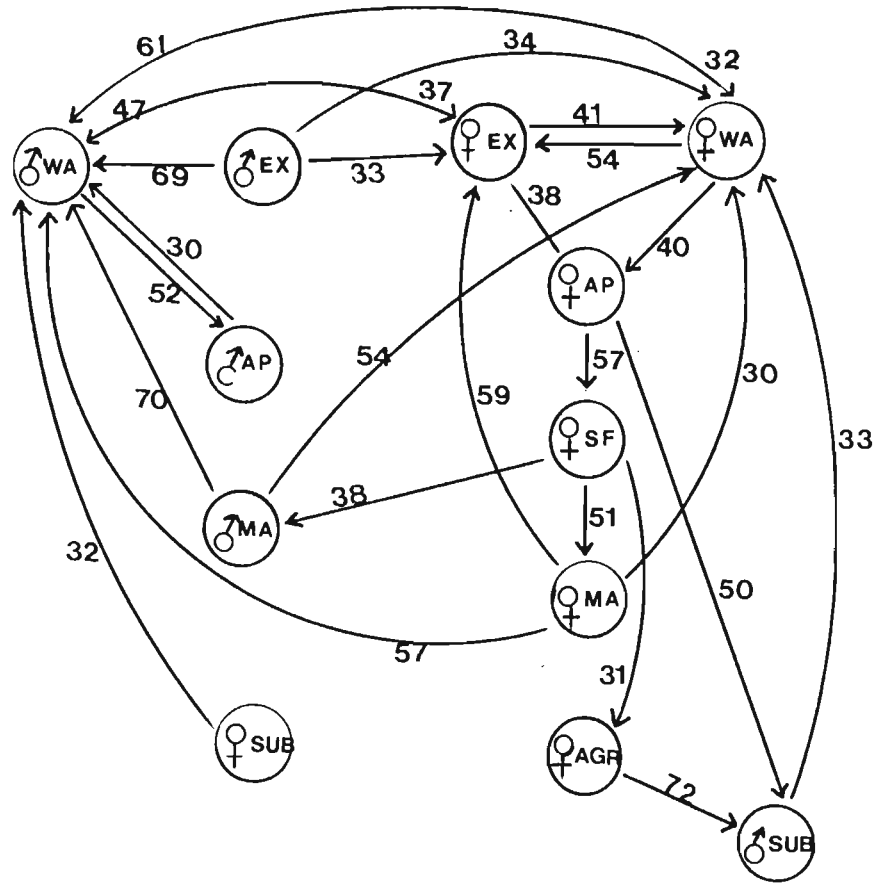 61
34
32
47
37
41
♂ WA
69
♂ EX
33
♀ EX
54
♀ WA
38
30
52
40
♀ AP
♂ AP
54
57
70
59
30
♀ SF
33
38
51
♂ MA
32
♀ MA
50
57
31
♀ SUB
♀ AGR
72
♂ SUB